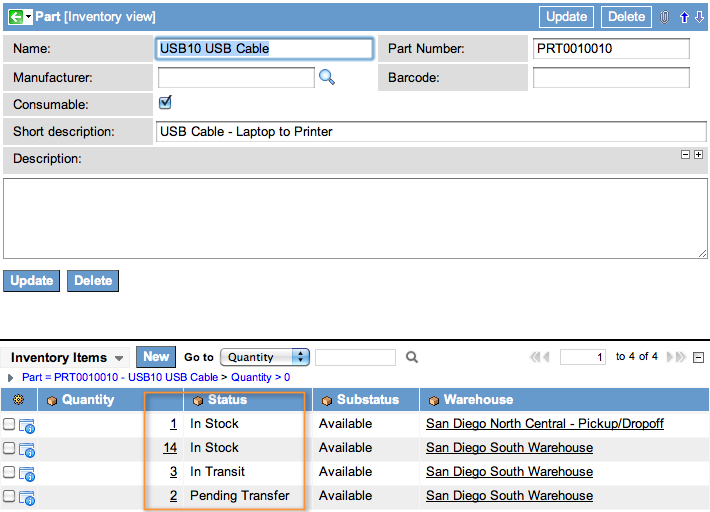 Part [Inventory view] Update Delete
Name: USB10 USB Cable Part Number: PRT0010010
Manufacturer: Barcode:
Consumable:
Short description: USB Cable - Laptop to Printer
Description:
Update Delete
Inventory Items New Go to Quantity 1 to 4 of 4
Part = PRT0010010 - USB10 USB Cable > Quantity > 0
Quantity Status Substatus Warehouse
1 In Stock Available San Diego North Central - Pickup/Dropoff
14 In Stock Available San Diego South Warehouse
3 In Transit Available San Diego South Warehouse
2 Pending Transfer Available San Diego South Warehouse